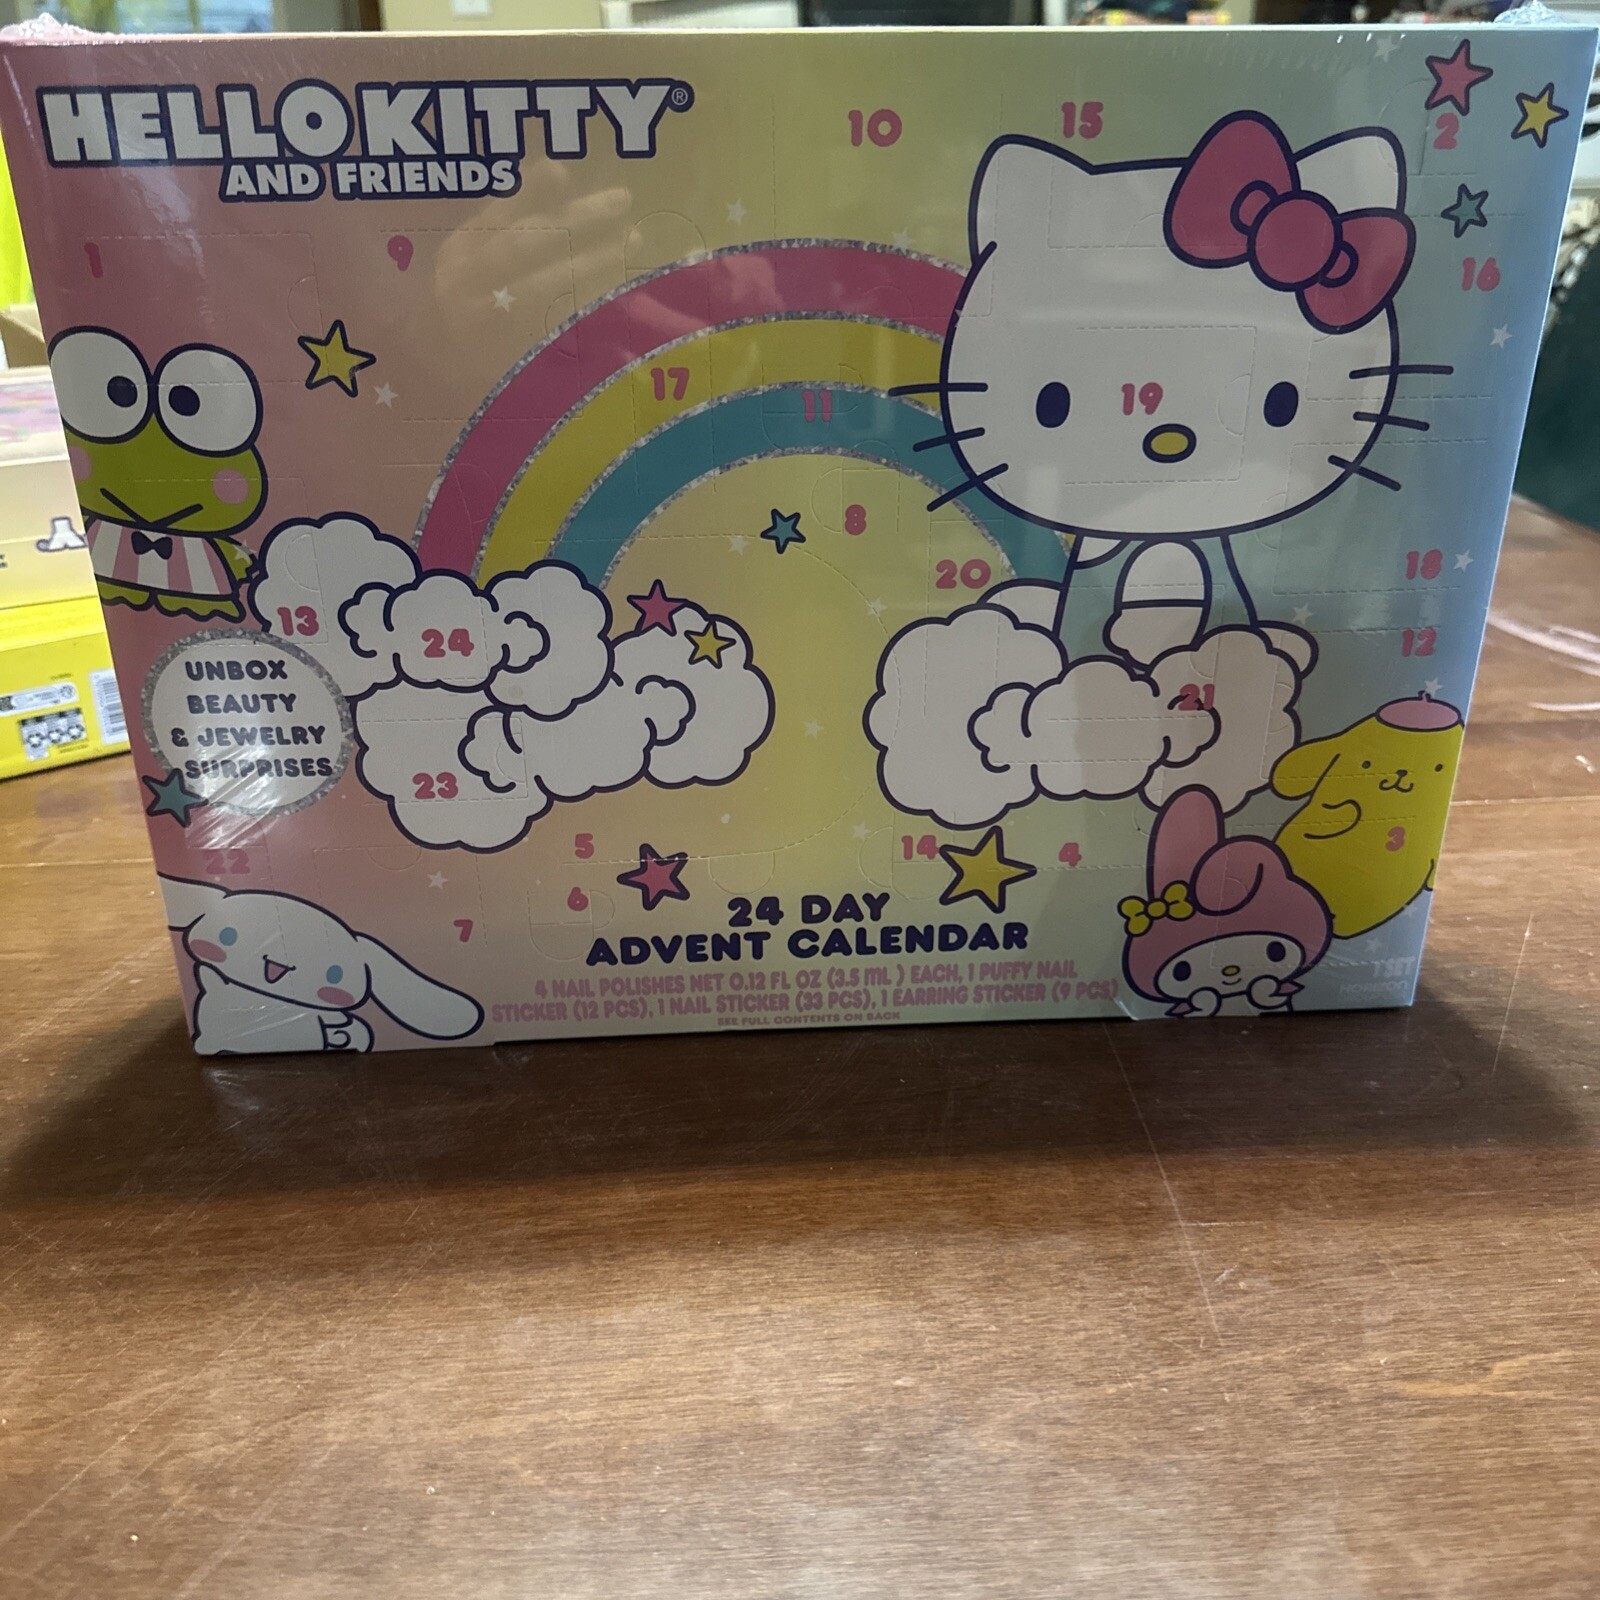 HELLO KITTY®
AND FRIENDS
10
15
2
1
9
16
17
11
19
8
20
18
13
24
12
UNBOX
BEAUTY
& JEWELRY
SURPRISES
21
23
22
5
14
4
3
6
7
24 DAY
ADVENT CALENDAR
4 NAIL POLISHES NET 0.12 FL OZ (3.5 mL) EACH, 1 PUFFY NAIL
STICKER (12 PCS), 1 NAIL STICKER (33 PCS), 1 EARRING STICKER (9 PCS)
SEE FULL CONTENTS ON BACK
1 SET
HORIZON